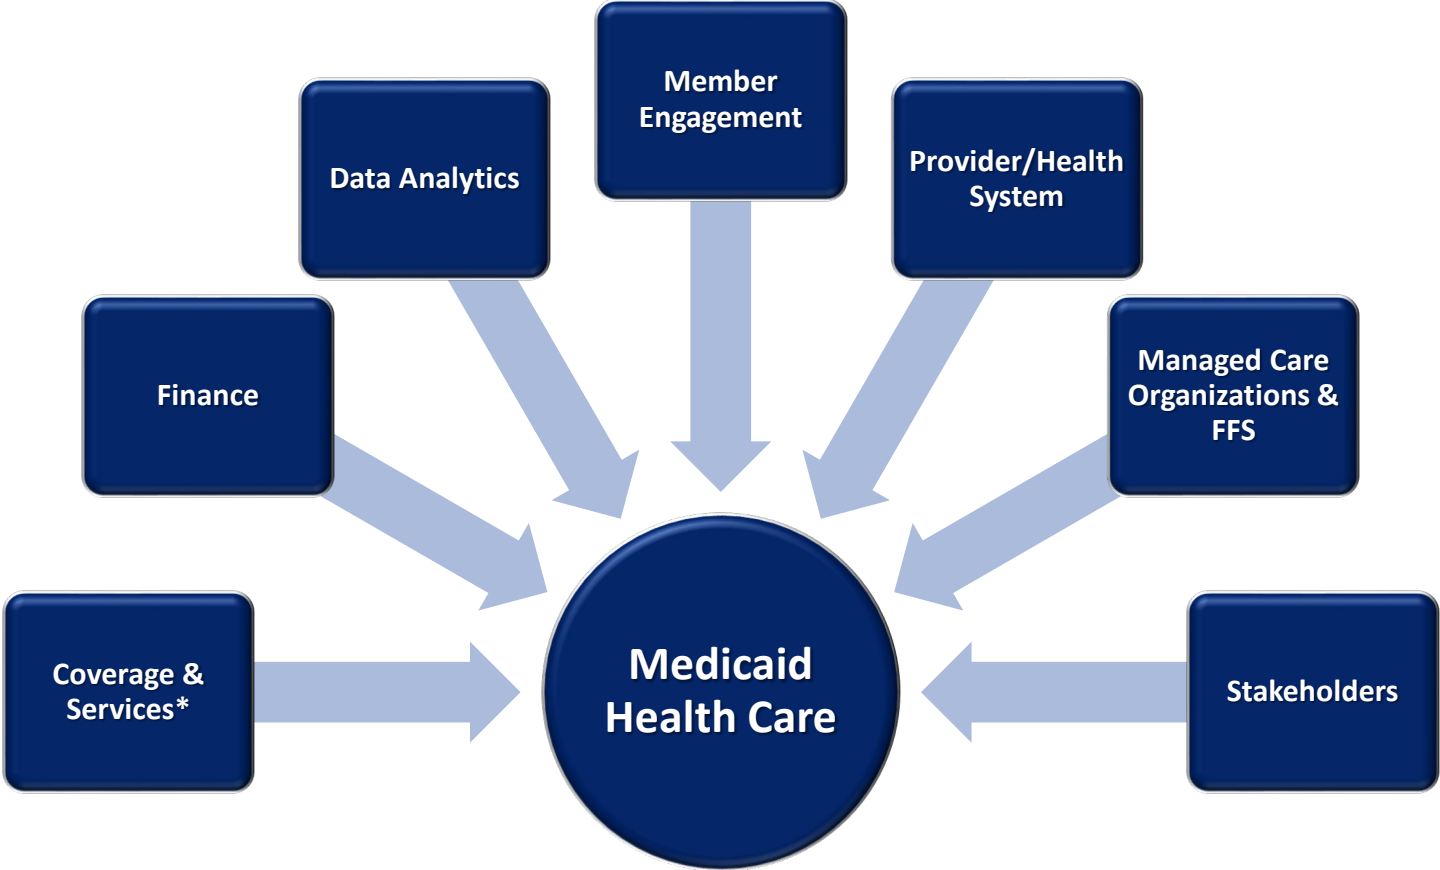 Member
Engagement
Data Analytics
Provider/Health
System
Finance
Managed Care
Organizations &
FFS
Coverage &
Services*
Medicaid
Health Care
Stakeholders